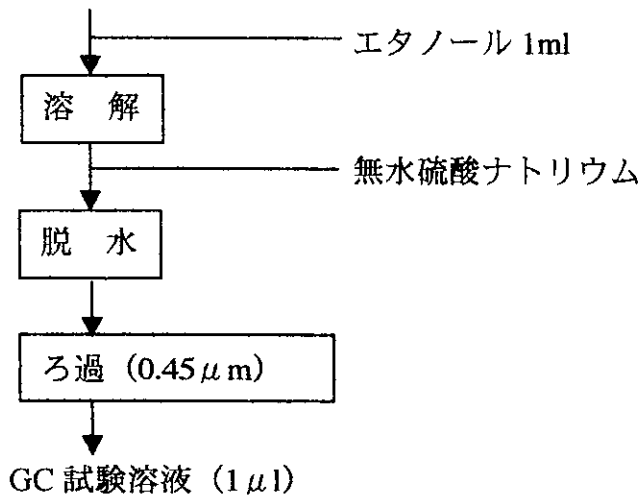 エタノール 1ml
溶 解
無水硫酸ナトリウム
脱 水
ろ過（0.45μm）
GC 試験溶液（1μl）